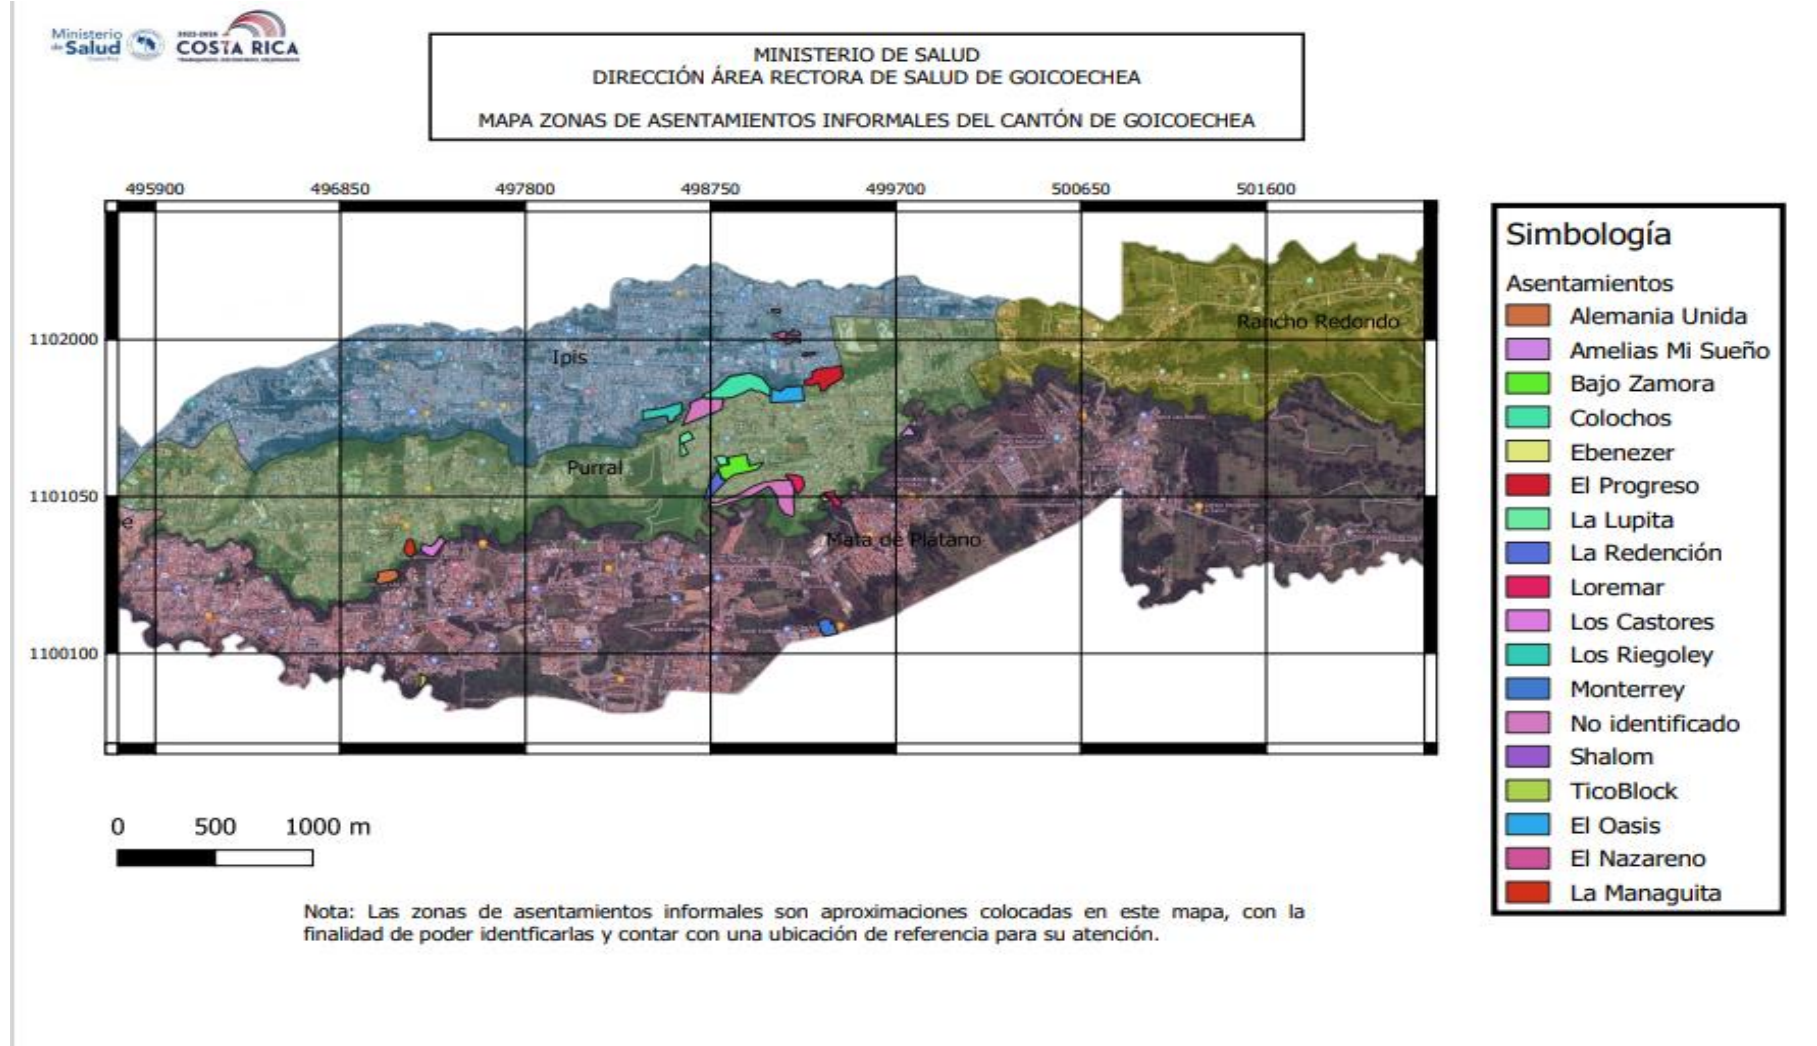 Ministerio
de Salud
Costa Rica
2022-2026
COSTA RICA
MINISTERIO DE SALUD
DIRECCIÓN ÁREA RECTORA DE SALUD DE GOICOECHEA
MAPA ZONAS DE ASENTAMIENTOS INFORMALES DEL CANTÓN DE GOICOECHEA
495900 496850 497800 498750 499700 500650 501600
1102000
1101050
1100100
Rancho Redondo
Ipis
Purral
e
Mata de Plátano
Simbología
Asentamientos
Alemania Unida
Amelias Mi Sueño
Bajo Zamora
Colochos
Ebenezer
El Progreso
La Lupita
La Redención
Loremar
Los Castores
Los Riegoley
Monterrey
No identificado
Shalom
TicoBlock
El Oasis
El Nazareno
La Managuita
0 500 1000 m
Nota: Las zonas de asentamientos informales son aproximaciones colocadas en este mapa, con la
finalidad de poder identficarlas y contar con una ubicación de referencia para su atención.